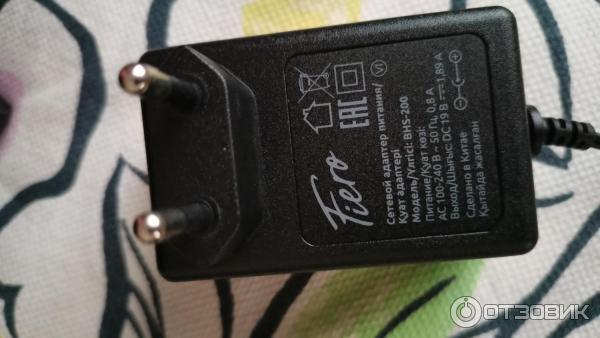 Fiero
EAC
VI
Сетевой адаптер питания/
Қуат адаптері
Модель/Үлгісі: BHS-200
Питание/Қуат көзі:
AC 100-240 В ~ 50 Гц, 0,8 А
Выход/Шығыс: DC 19 В 1,89 А
Сделано в Китае
Қытайда жасалған
ОТЗОВИК